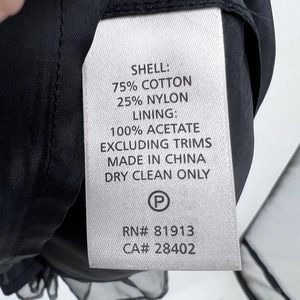 SHELL:
75% COTTON
25% NYLON
LINING:
100% ACETATE
EXCLUDING TRIMS
MADE IN CHINA
DRY CLEAN ONLY
P
RN# 81913
CA# 28402